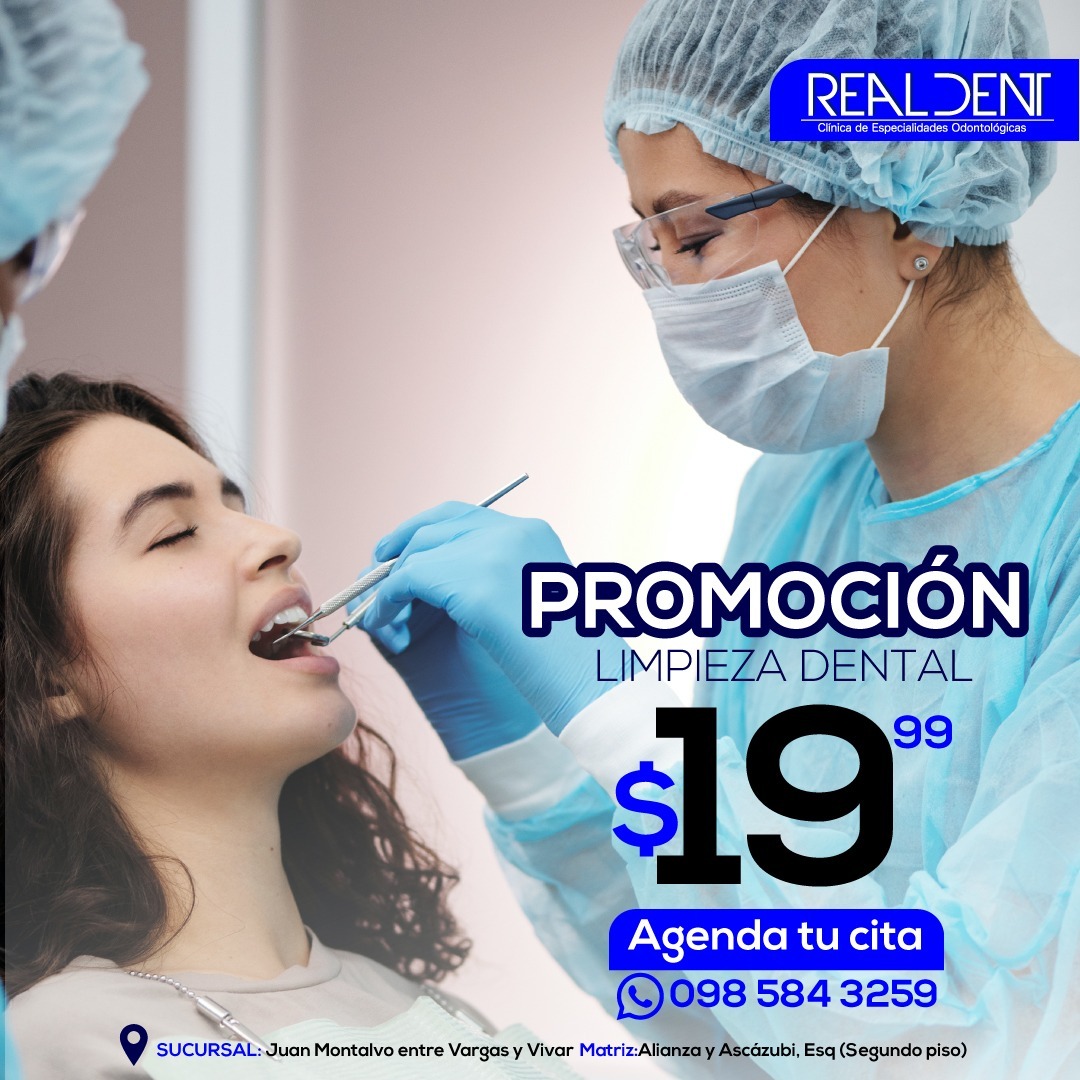 REALDENT
Clínica de Especialidades Odontológicas
PROMOCIÓN
LIMPIEZA DENTAL
$19 99
Agenda tu cita
098 584 3259
SUCURSAL: Juan Montalvo entre Vargas y Vivar Matriz:Alianza y Ascázubi, Esq (Segundo piso)